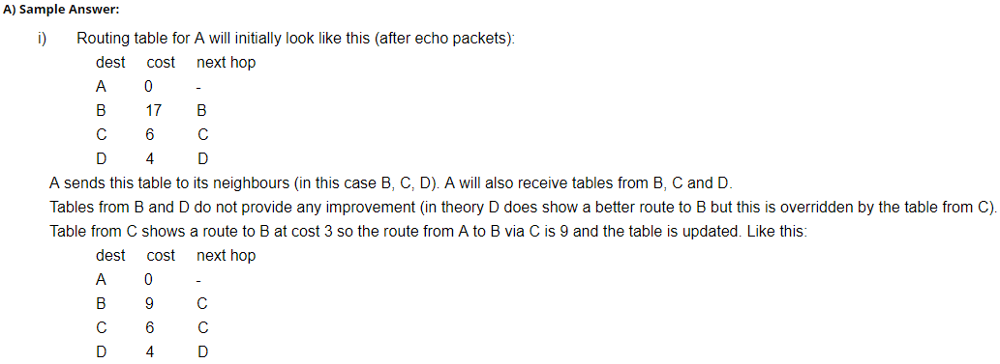 A) Sample Answer:
i) Routing table for A will initially look like this (after echo packets):
dest cost next hop
A 0 -
B 17 B
C 6 C
D 4 D
A sends this table to its neighbours (in this case B, C, D). A will also receive tables from B, C and D.
Tables from B and D do not provide any improvement (in theory D does show a better route to B but this is overridden by the table from C).
Table from C shows a route to B at cost 3 so the route from A to B via C is 9 and the table is updated. Like this:
dest cost next hop
A 0 -
B 9 C
C 6 C
D 4 D